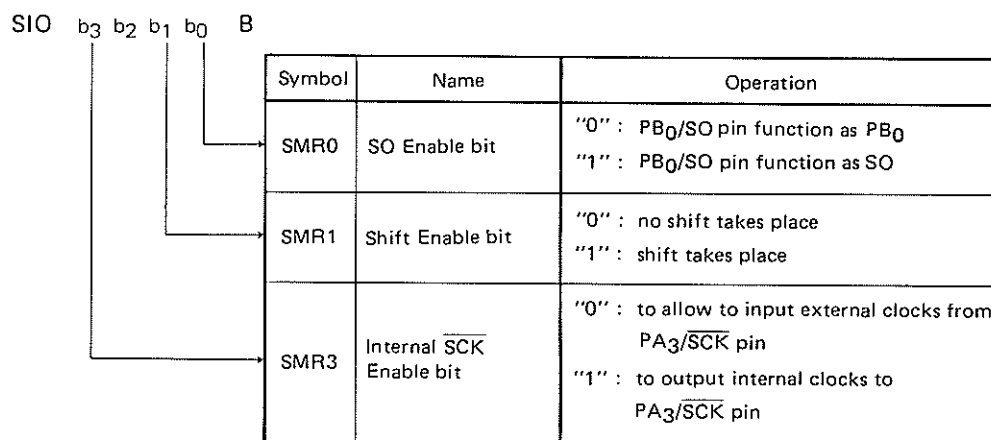 SIO b3 b2 b1 b0 B
Symbol Name Operation
SMR0 SO Enable bit
"0" : PB0/SO pin function as PB0
"1" : PB0/SO pin function as SO
SMR1 Shift Enable bit
"0" : no shift takes place
"1" : shift takes place
SMR3 Internal S̅C̅K̅
Enable bit
"0" : to allow to input external clocks from
PA3/S̅C̅K̅ pin
"1" : to output internal clocks to
PA3/S̅C̅K̅ pin